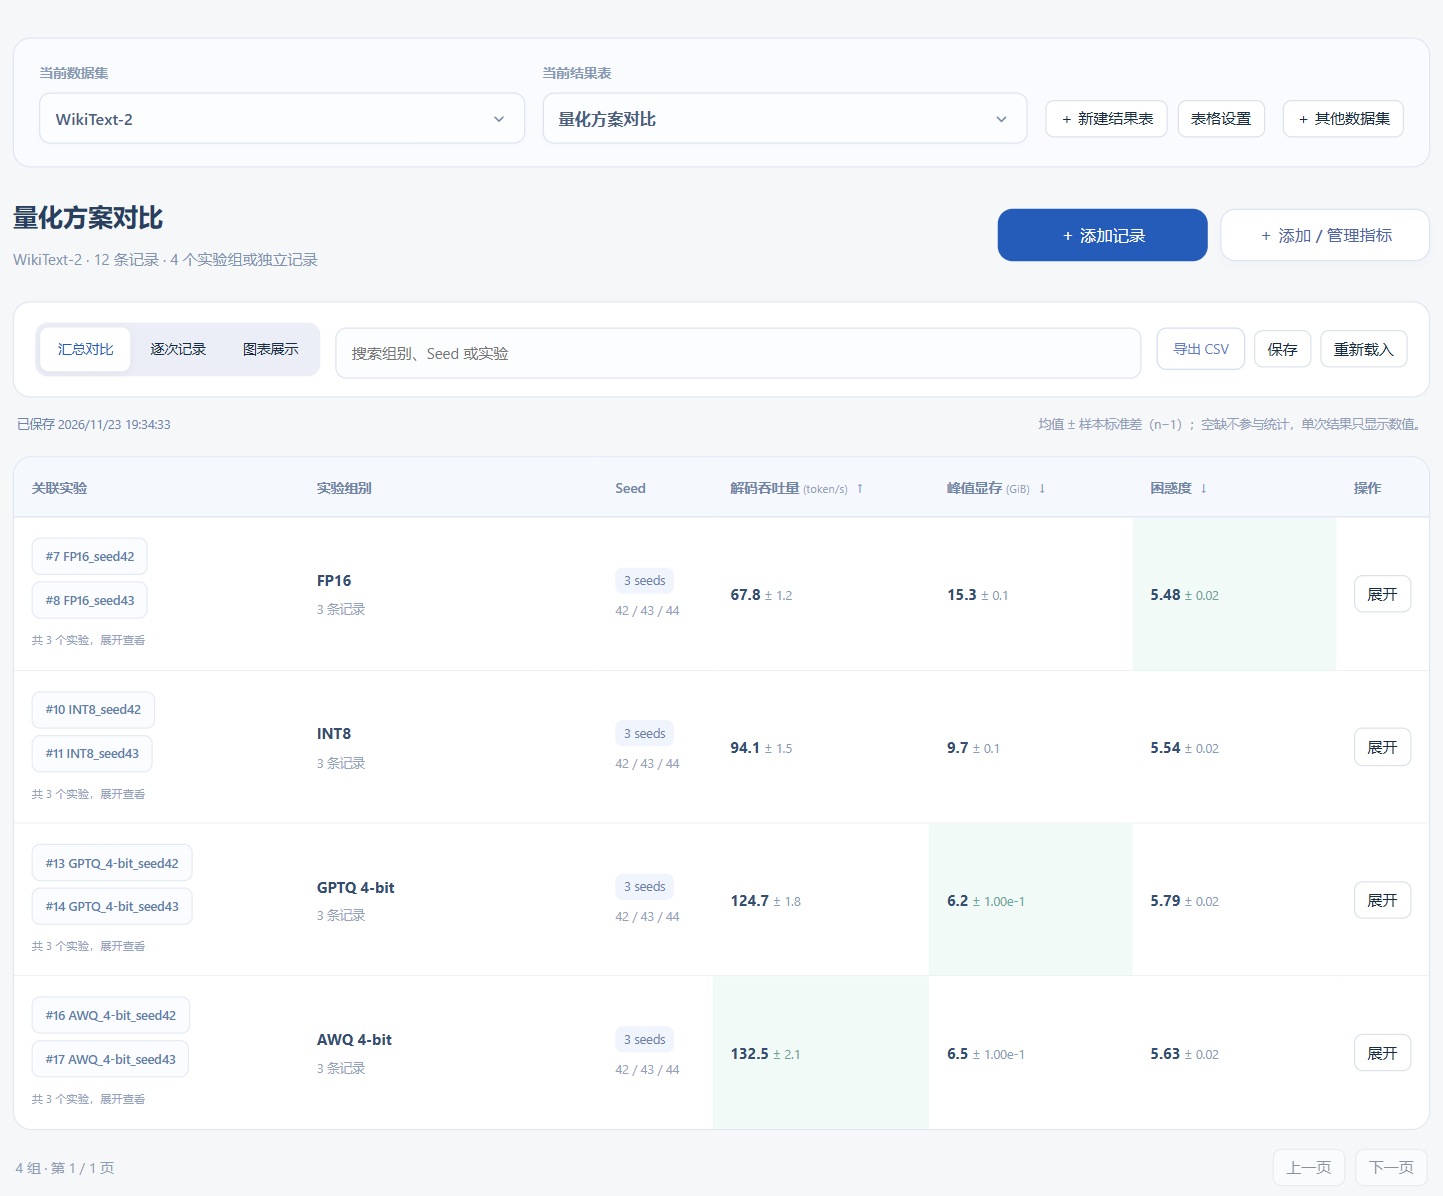 当前数据集
当前结果表
WikiText-2
量化方案对比
+ 新建结果表
表格设置
+ 其他数据集
量化方案对比
WikiText-2 · 12 条记录 · 4 个实验组或独立记录
+ 添加记录
+ 添加 / 管理指标
汇总对比
逐次记录
图表展示
搜索组别、Seed 或实验
导出 CSV
保存
重新载入
已保存 2026/11/23 19:34:33
均值 ± 样本标准差（n−1）；空缺不参与统计，单次结果只显示数值。
关联实验
实验组别
Seed
解码吞吐量 (token/s) ↑
峰值显存 (GiB) ↓
困惑度 ↓
操作
#7 FP16_seed42
#8 FP16_seed43
共 3 个实验，展开查看
FP16
3 条记录
3 seeds
42 / 43 / 44
67.8 ± 1.2
15.3 ± 0.1
5.48 ± 0.02
展开
#10 INT8_seed42
#11 INT8_seed43
共 3 个实验，展开查看
INT8
3 条记录
3 seeds
42 / 43 / 44
94.1 ± 1.5
9.7 ± 0.1
5.54 ± 0.02
展开
#13 GPTQ_4-bit_seed42
#14 GPTQ_4-bit_seed43
共 3 个实验，展开查看
GPTQ 4-bit
3 条记录
3 seeds
42 / 43 / 44
124.7 ± 1.8
6.2 ± 1.00e-1
5.79 ± 0.02
展开
#16 AWQ_4-bit_seed42
#17 AWQ_4-bit_seed43
共 3 个实验，展开查看
AWQ 4-bit
3 条记录
3 seeds
42 / 43 / 44
132.5 ± 2.1
6.5 ± 1.00e-1
5.63 ± 0.02
展开
4 组 · 第 1 / 1 页
上一页
下一页